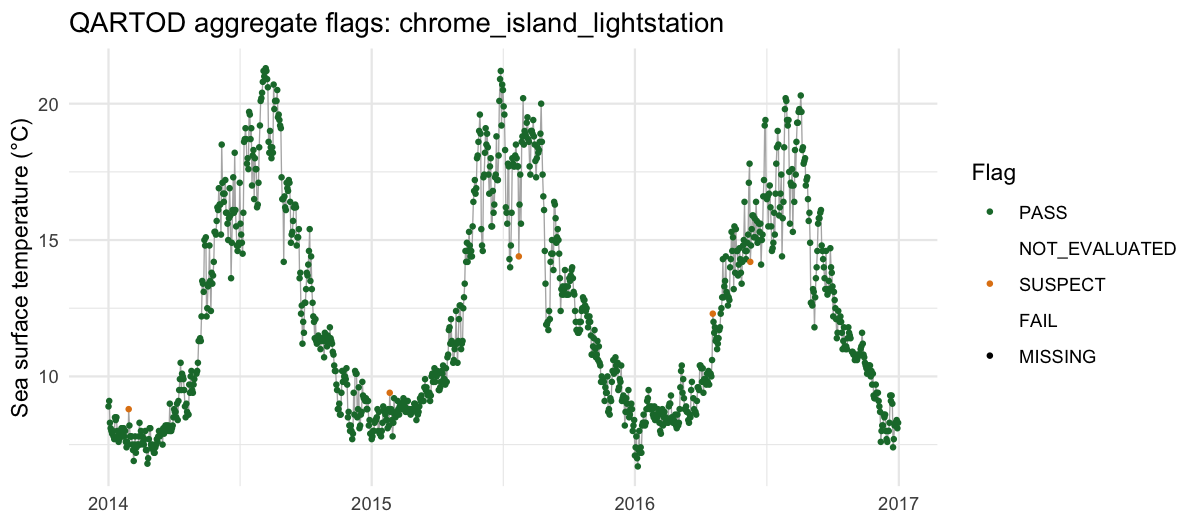 QARTOD aggregate flags: chrome_island_lightstation
Sea surface temperature (°C)
20
15
10
2014
2015
2016
2017
Flag
PASS
NOT_EVALUATED
SUSPECT
FAIL
MISSING